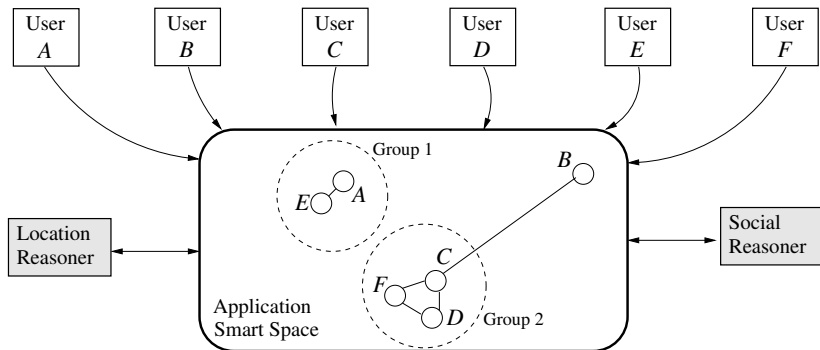 User
A
User
B
User
C
User
D
User
E
User
F
Group 1
B
E
A
Location
Reasoner
Social
Reasoner
C
F
D
Application
Smart Space
Group 2